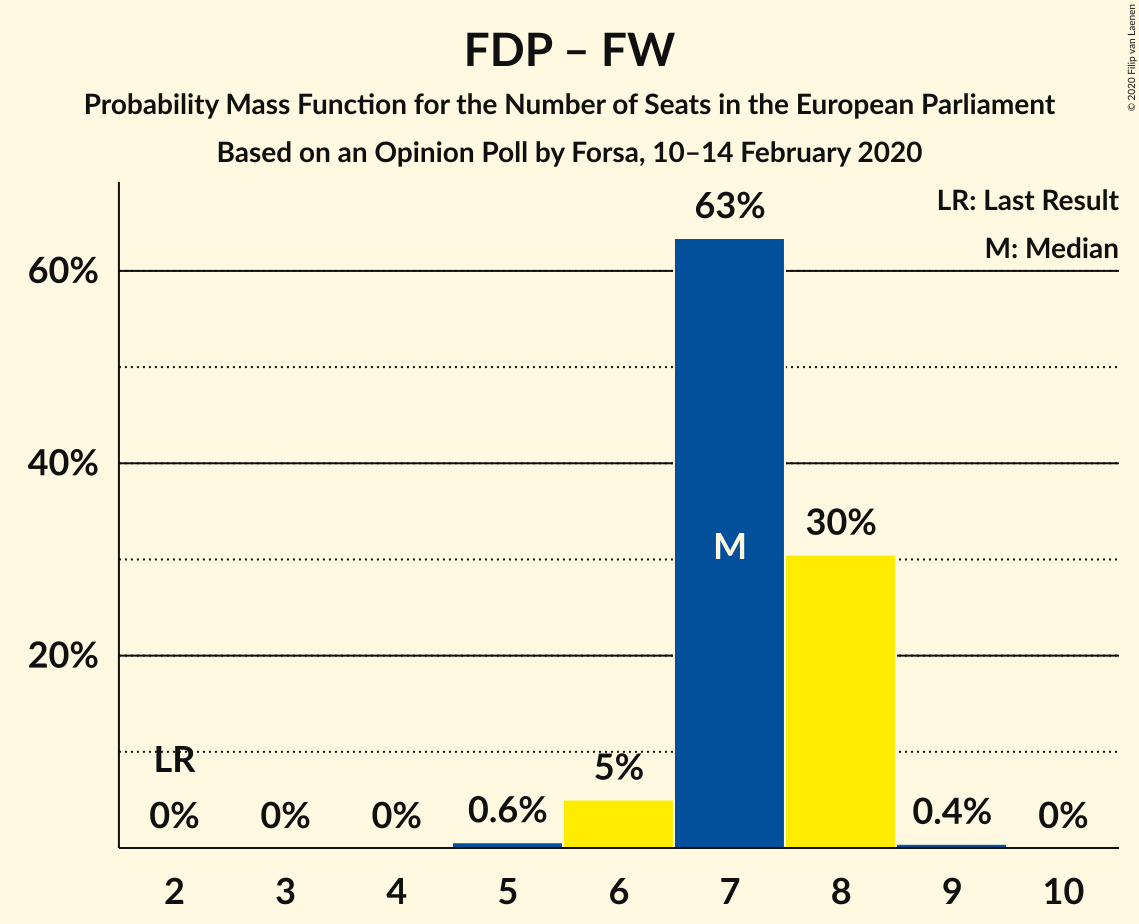 FDP – FW
Probability Mass Function for the Number of Seats in the European Parliament
Based on an Opinion Poll by Forsa, 10–14 February 2020
© 2020 Filip van Laenen
LR: Last Result
M: Median
63%
60%
40%
30%
M
20%
LR
5%
0% 0% 0% 0.6% 0.4% 0%
2 3 4 5 6 7 8 9 10